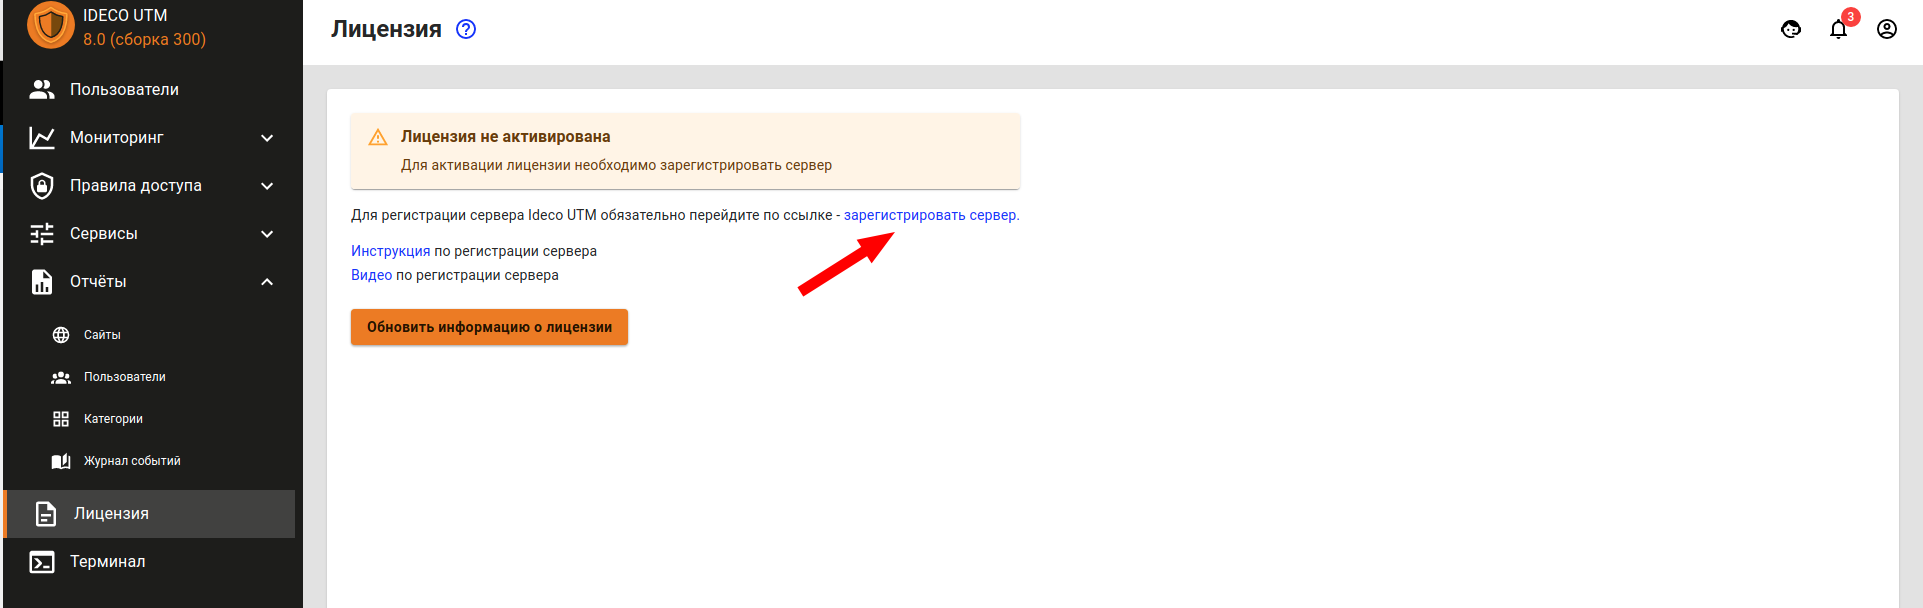 IDECO UTM
8.0 (сборка 300)
Пользователи
Мониторинг
Правила доступа
Сервисы
Отчёты
Сайты
Пользователи
Категории
Журнал событий
Лицензия
Терминал
Лицензия
3
Лицензия не активирована
Для активации лицензии необходимо зарегистрировать сервер
Для регистрации сервера Ideco UTM обязательно перейдите по ссылке - зарегистрировать сервер.
Инструкция по регистрации сервера
Видео по регистрации сервера
Обновить информацию о лицензии